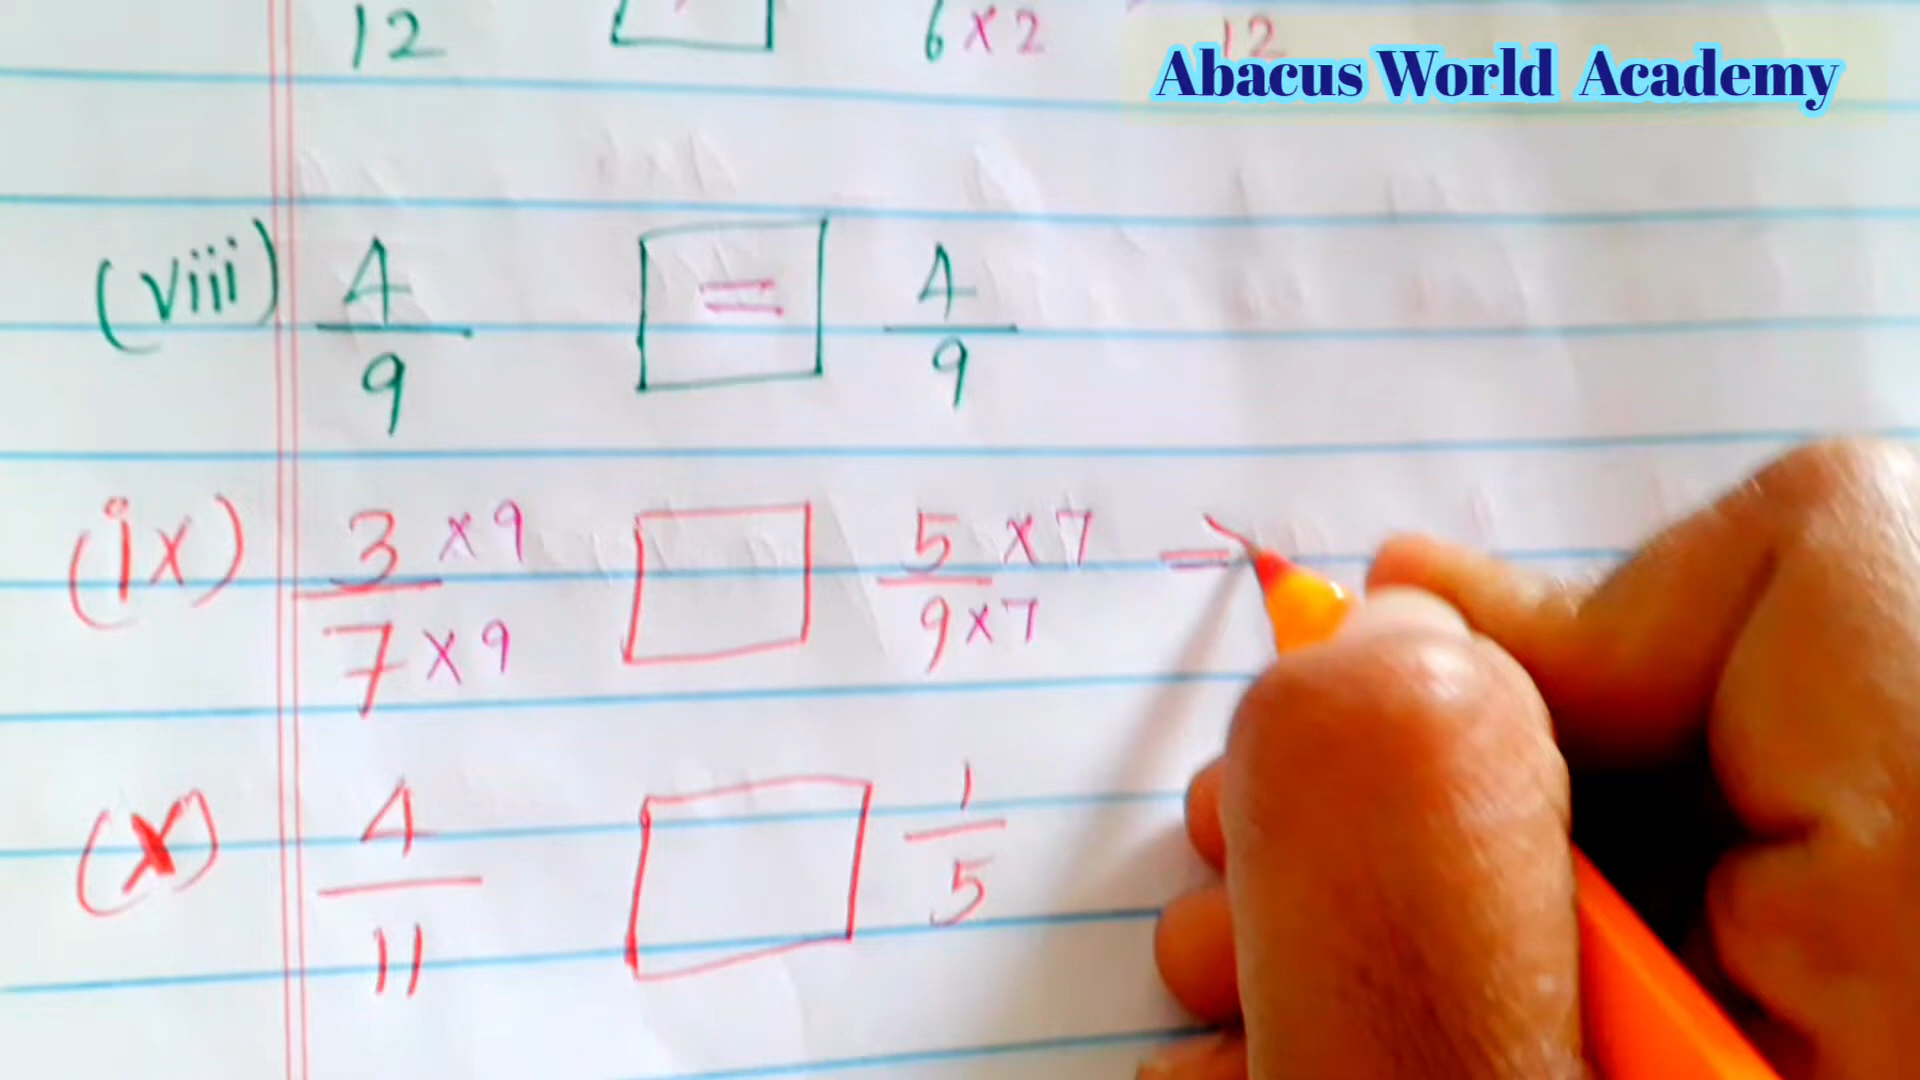 12 6 × 2 12
Abacus World Academy
(viii) 4/9 = 4/9
(ix) 3 × 9 / 7 × 9 5 × 7 / 9 × 7 =
(x) 4/11 1/5